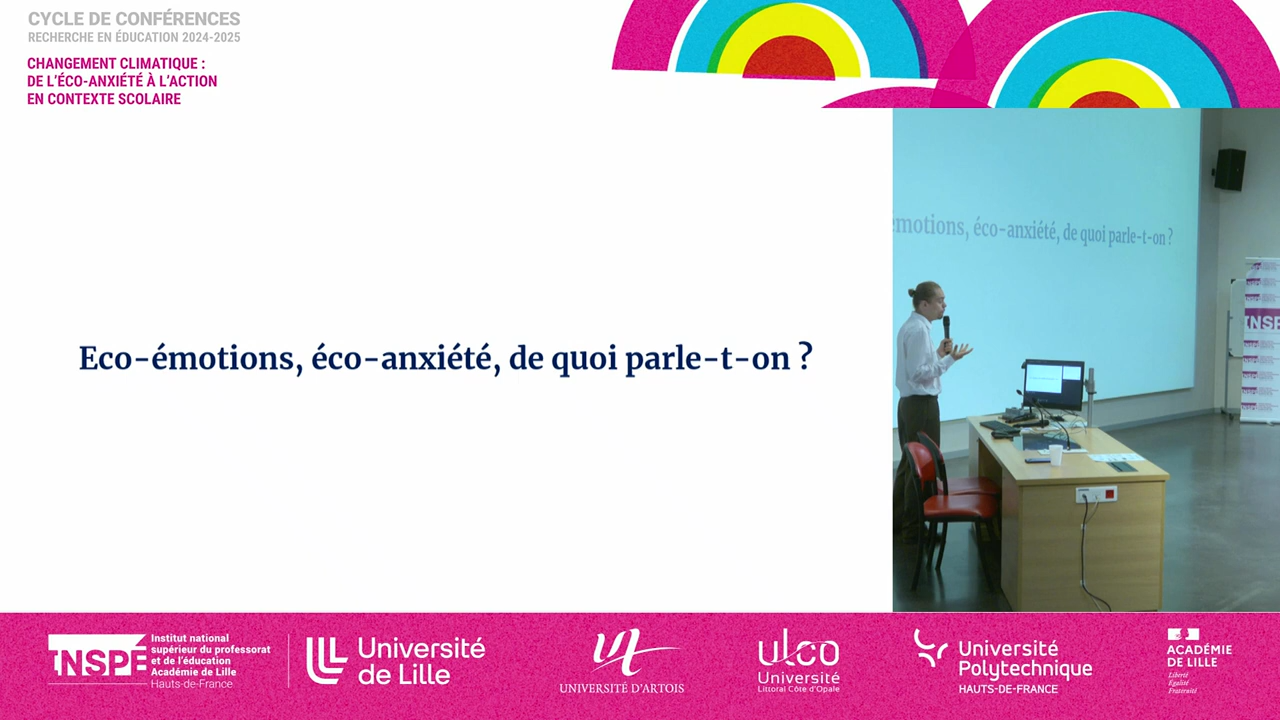 CYCLE DE CONFÉRENCES
RECHERCHE EN ÉDUCATION 2024-2025
CHANGEMENT CLIMATIQUE :
DE L'ÉCO-ANXIÉTÉ À L'ACTION
EN CONTEXTE SCOLAIRE
émotions, éco-anxiété, de quoi parle-t-on ?
INSPE
Eco-émotions, éco-anxiété, de quoi parle-t-on ?
INSPÉ
Institut national
supérieur du professorat
et de l'éducation
Académie de Lille
Hauts-de-France
Université
de Lille
UNIVERSITÉ D'ARTOIS
ulco
Université
Littoral Côte d'Opale
Université
Polytechnique
HAUTS-DE-FRANCE
ACADÉMIE
DE LILLE
Liberté
Égalité
Fraternité